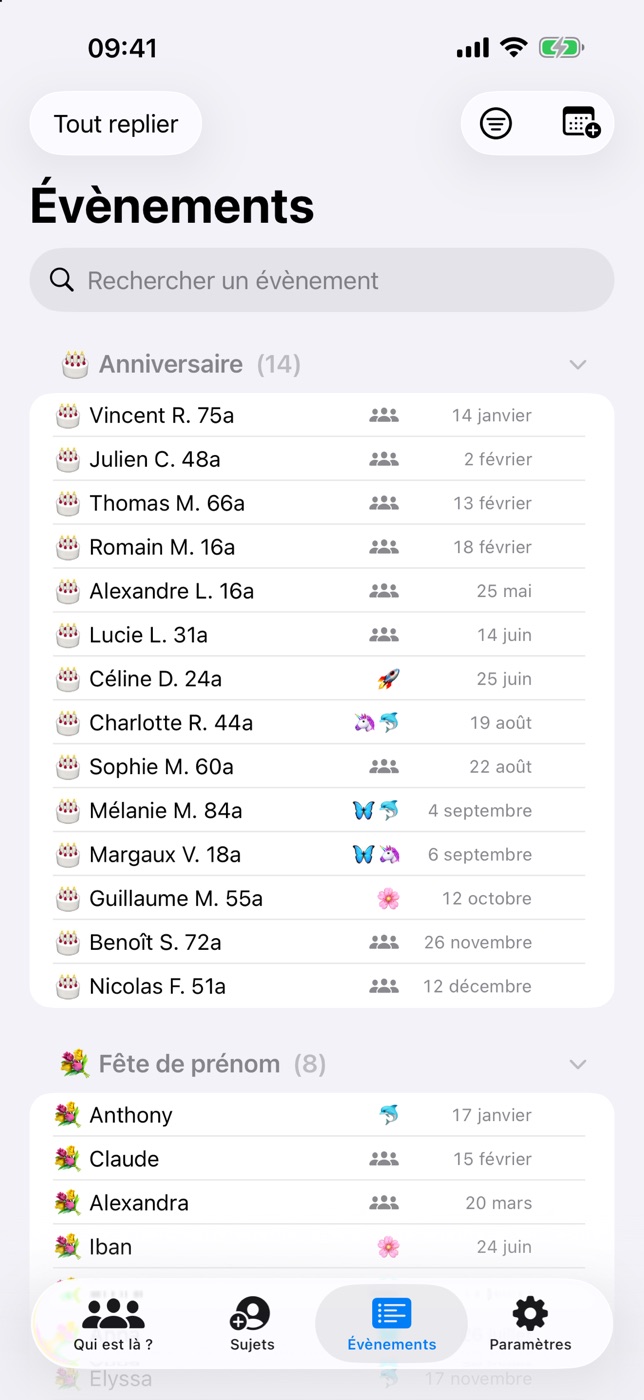 09:41
Tout replier
Évènements
Rechercher un évènement
Anniversaire (14)
Vincent R. 75a 14 janvier
Julien C. 48a 2 février
Thomas M. 66a 13 février
Romain M. 16a 18 février
Alexandre L. 16a 25 mai
Lucie L. 31a 14 juin
Céline D. 24a 25 juin
Charlotte R. 44a 19 août
Sophie M. 60a 22 août
Mélanie M. 84a 4 septembre
Margaux V. 18a 6 septembre
Guillaume M. 55a 12 octobre
Benoît S. 72a 26 novembre
Nicolas F. 51a 12 décembre
Fête de prénom (8)
Anthony 17 janvier
Claude 15 février
Alexandra 20 mars
Iban 24 juin
Qui est là ? Sujets Évènements Paramètres
Elyssa 17 novembre